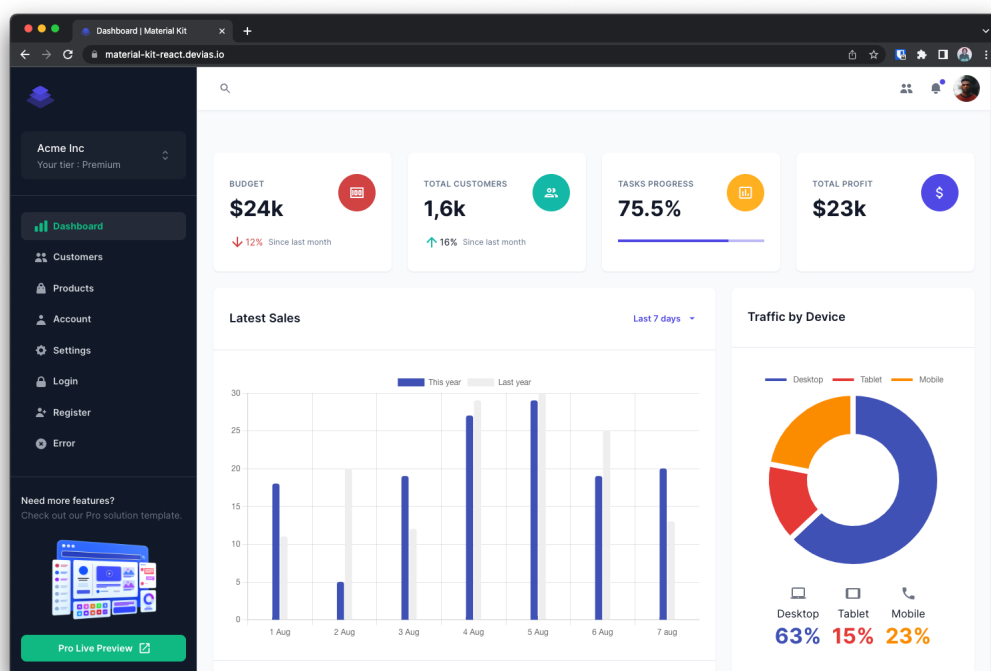 Dashboard | Material Kit
material-kit-react.devias.io
Acme Inc
Your tier : Premium
Dashboard
Customers
Products
Account
Settings
Login
Register
Error
Need more features?
Check out our Pro solution template.
Pro Live Preview
BUDGET
$24k
12% Since last month
TOTAL CUSTOMERS
1,6k
16% Since last month
TASKS PROGRESS
75.5%
TOTAL PROFIT
$23k
$
Latest Sales
Last 7 days
This year Last year
30
25
20
15
10
5
0
1 Aug 2 Aug 3 Aug 4 Aug 5 Aug 6 Aug 7 aug
Traffic by Device
Desktop Tablet Mobile
Desktop Tablet Mobile
63% 15% 23%